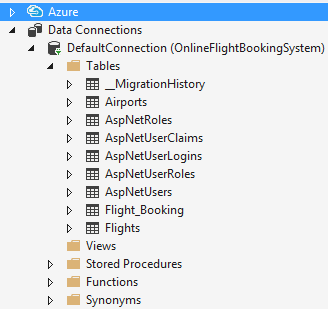 Azure
Data Connections
DefaultConnection (OnlineFlightBookingSystem)
Tables
__MigrationHistory
Airports
AspNetRoles
AspNetUserClaims
AspNetUserLogins
AspNetUserRoles
AspNetUsers
Flight_Booking
Flights
Views
Stored Procedures
Functions
Synonyms